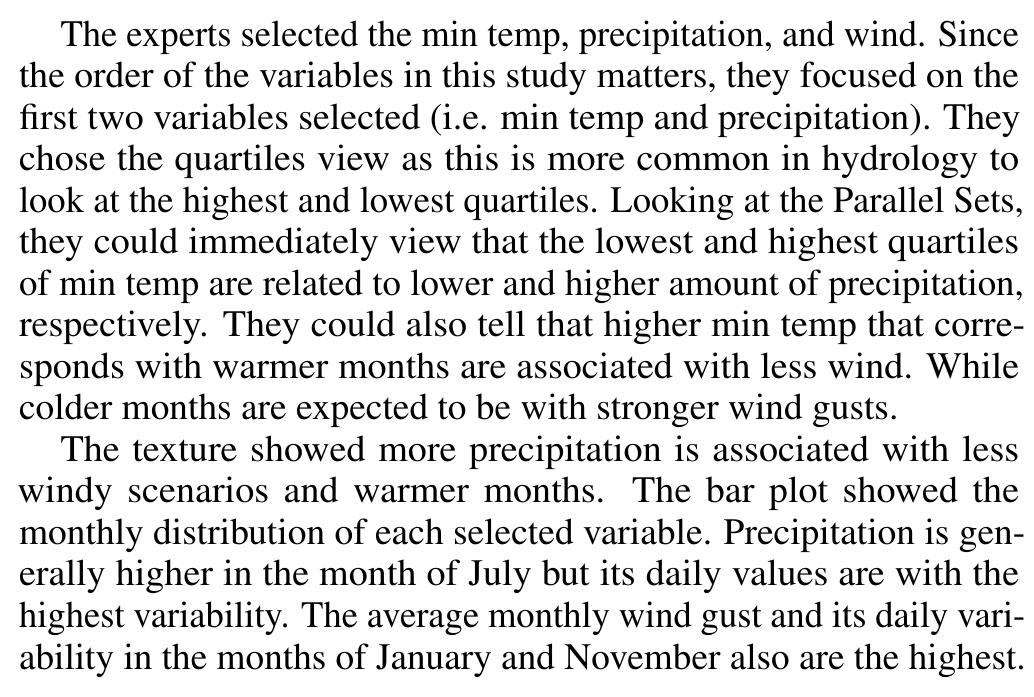 The experts selected the min temp, precipitation, and wind. Since
the order of the variables in this study matters, they focused on the
first two variables selected (i.e. min temp and precipitation). They
chose the quartiles view as this is more common in hydrology to
look at the highest and lowest quartiles. Looking at the Parallel Sets,
they could immediately view that the lowest and highest quartiles
of min temp are related to lower and higher amount of precipitation,
respectively. They could also tell that higher min temp that corre-
sponds with warmer months are associated with less wind. While
colder months are expected to be with stronger wind gusts.
The texture showed more precipitation is associated with less
windy scenarios and warmer months. The bar plot showed the
monthly distribution of each selected variable. Precipitation is gen-
erally higher in the month of July but its daily values are with the
highest variability. The average monthly wind gust and its daily vari-
ability in the months of January and November also are the highest.